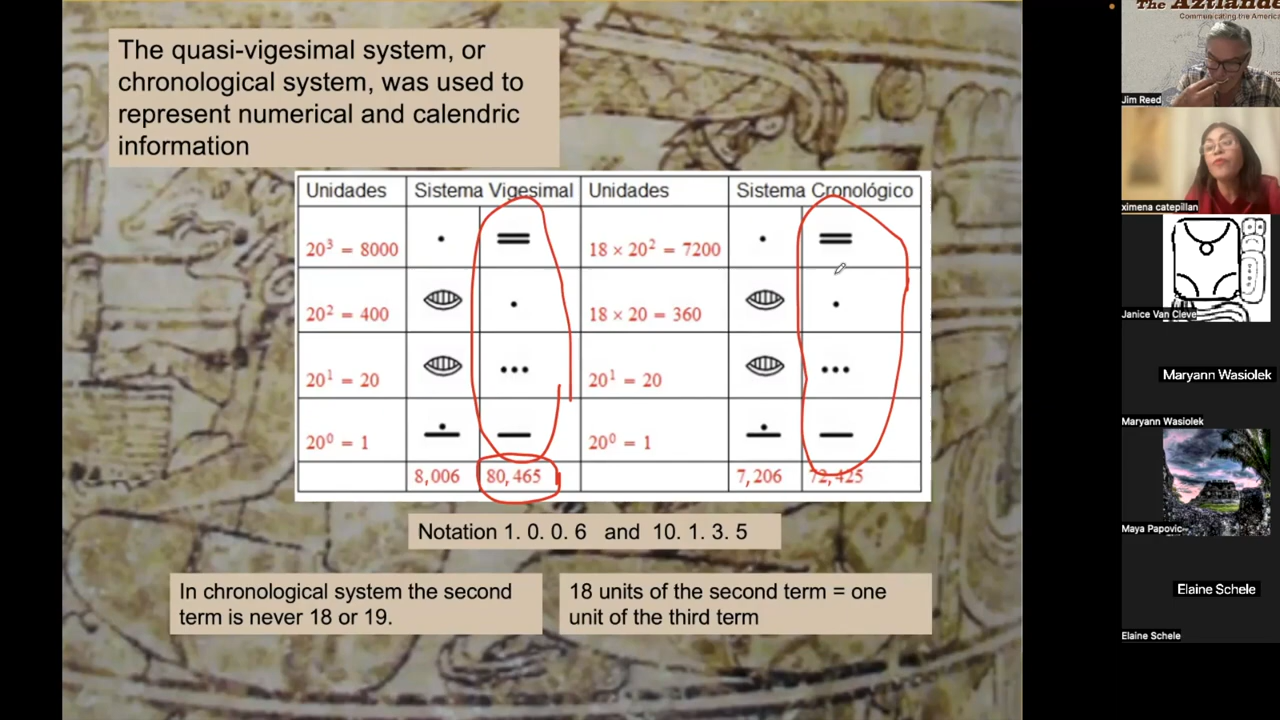 The quasi-vigesimal system, or
chronological system, was used to
represent numerical and calendric
information
Unidades Sistema Vigesimal Unidades Sistema Cronológico
20³ = 8000 18 × 20² = 7200
20² = 400 18 × 20 = 360
20¹ = 20 20¹ = 20
20⁰ = 1 20⁰ = 1
8,006 80,465 7,206 72,425
Notation 1. 0. 0. 6 and 10. 1. 3. 5
In chronological system the second
term is never 18 or 19.
18 units of the second term = one
unit of the third term
The Aztlander
Communicating the America
Jim Reed
ximena catepillan
Janice Van Cleve
Maryann Wasiolek
Maryann Wasiolek
Maya Papovic
Elaine Schele
Elaine Schele